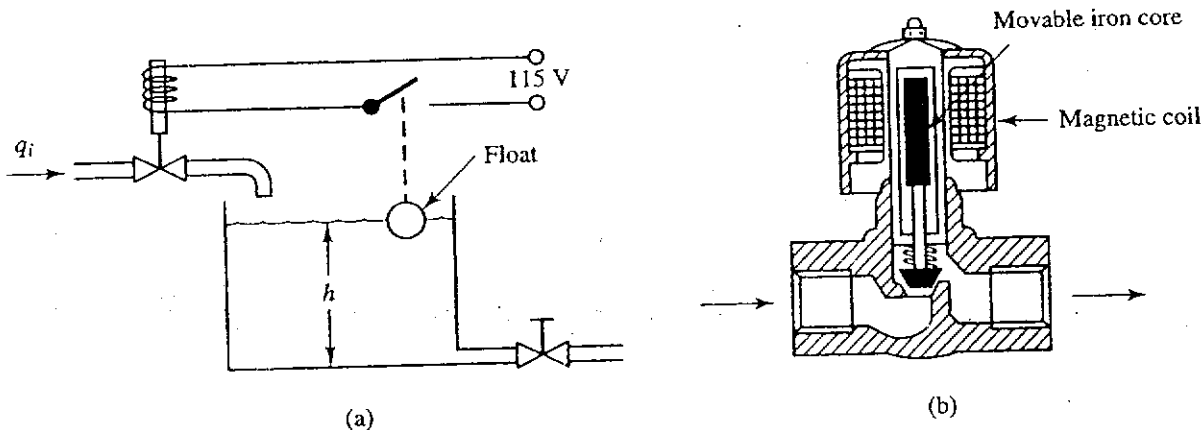 Movable iron core
115 V
Magnetic coil
q_i
Float
h
(a)
(b)